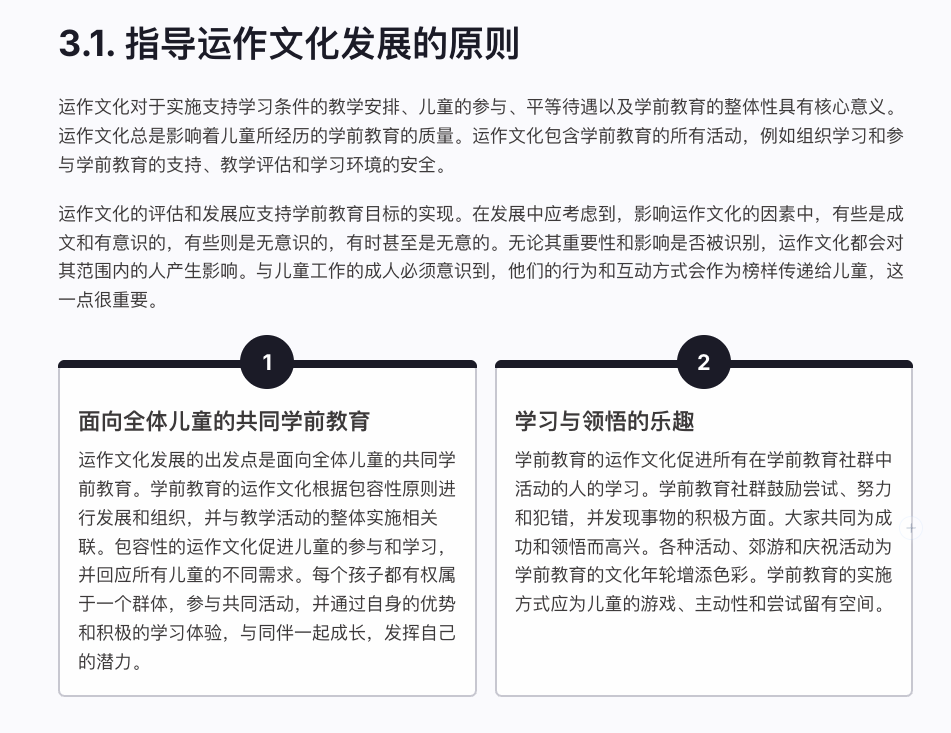 3.1. 指导运作文化发展的原则
运作文化对于实施支持学习条件的教学安排、儿童的参与、平等待遇以及学前教育的整体性具有核心意义。
运作文化总是影响着儿童所经历的学前教育的质量。运作文化包含学前教育的所有活动，例如组织学习和参
与学前教育的支持、教学评估和学习环境的安全。
运作文化的评估和发展应支持学前教育目标的实现。在发展中应考虑到，影响运作文化的因素中，有些是成
文和有意识的，有些则是无意识的，有时甚至是无意的。无论其重要性和影响是否被识别，运作文化都会对
其范围内的人产生影响。与儿童工作的成人必须意识到，他们的行为和互动方式会作为榜样传递给儿童，这
一点很重要。
1
面向全体儿童的共同学前教育
运作文化发展的出发点是面向全体儿童的共同学
前教育。学前教育的运作文化根据包容性原则进
行发展和组织，并与教学活动的整体实施相关
联。包容性的运作文化促进儿童的参与和学习，
并回应所有儿童的不同需求。每个孩子都有权属
于一个群体，参与共同活动，并通过自身的优势
和积极的学习体验，与同伴一起成长，发挥自己
的潜力。
2
学习与领悟的乐趣
学前教育的运作文化促进所有在学前教育社群中
活动的人的学习。学前教育社群鼓励尝试、努力
和犯错，并发现事物的积极方面。大家共同为成
功和领悟而高兴。各种活动、郊游和庆祝活动为
学前教育的文化年轮增添色彩。学前教育的实施
方式应为儿童的游戏、主动性和尝试留有空间。